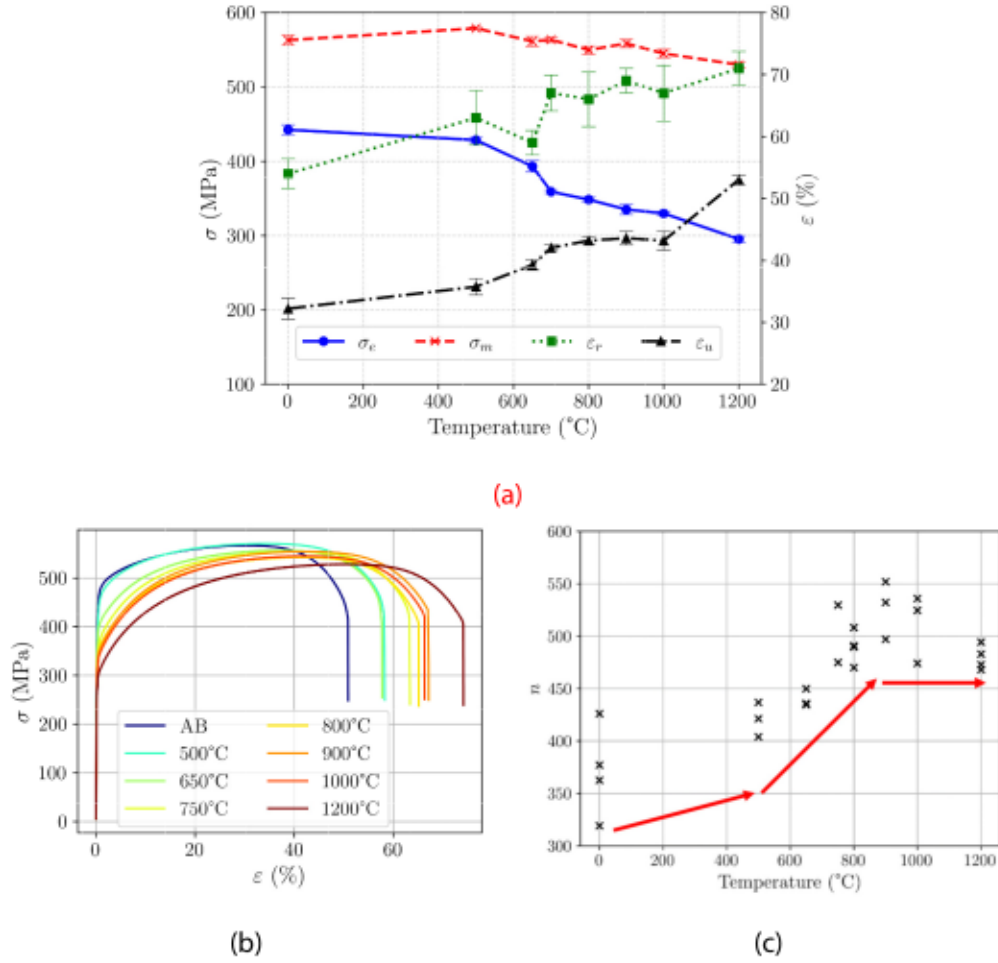 600
500
400
300
200
100
σ (MPa)
80
70
60
50
40
30
20
ε (%)
σe σm εr εu
0 200 400 600 800 1000 1200
Temperature (°C)
(a)
500
400
300
200
100
0
σ (MPa)
AB 800°C
500°C 900°C
650°C 1000°C
750°C 1200°C
0 20 40 60
ε (%)
(b)
600
550
500
450
400
350
300
n
0 200 400 600 800 1000 1200
Temperature (°C)
(c)